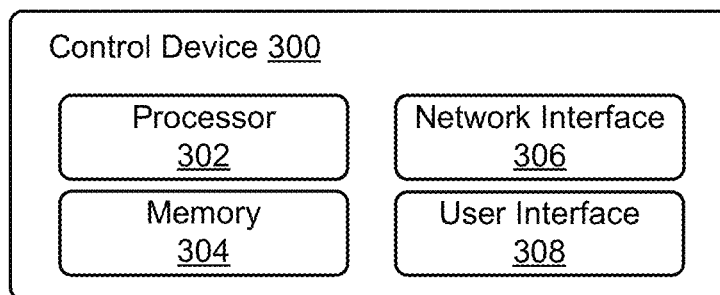 Control Device 300
Processor
302
Network Interface
306
Memory
304
User Interface
308